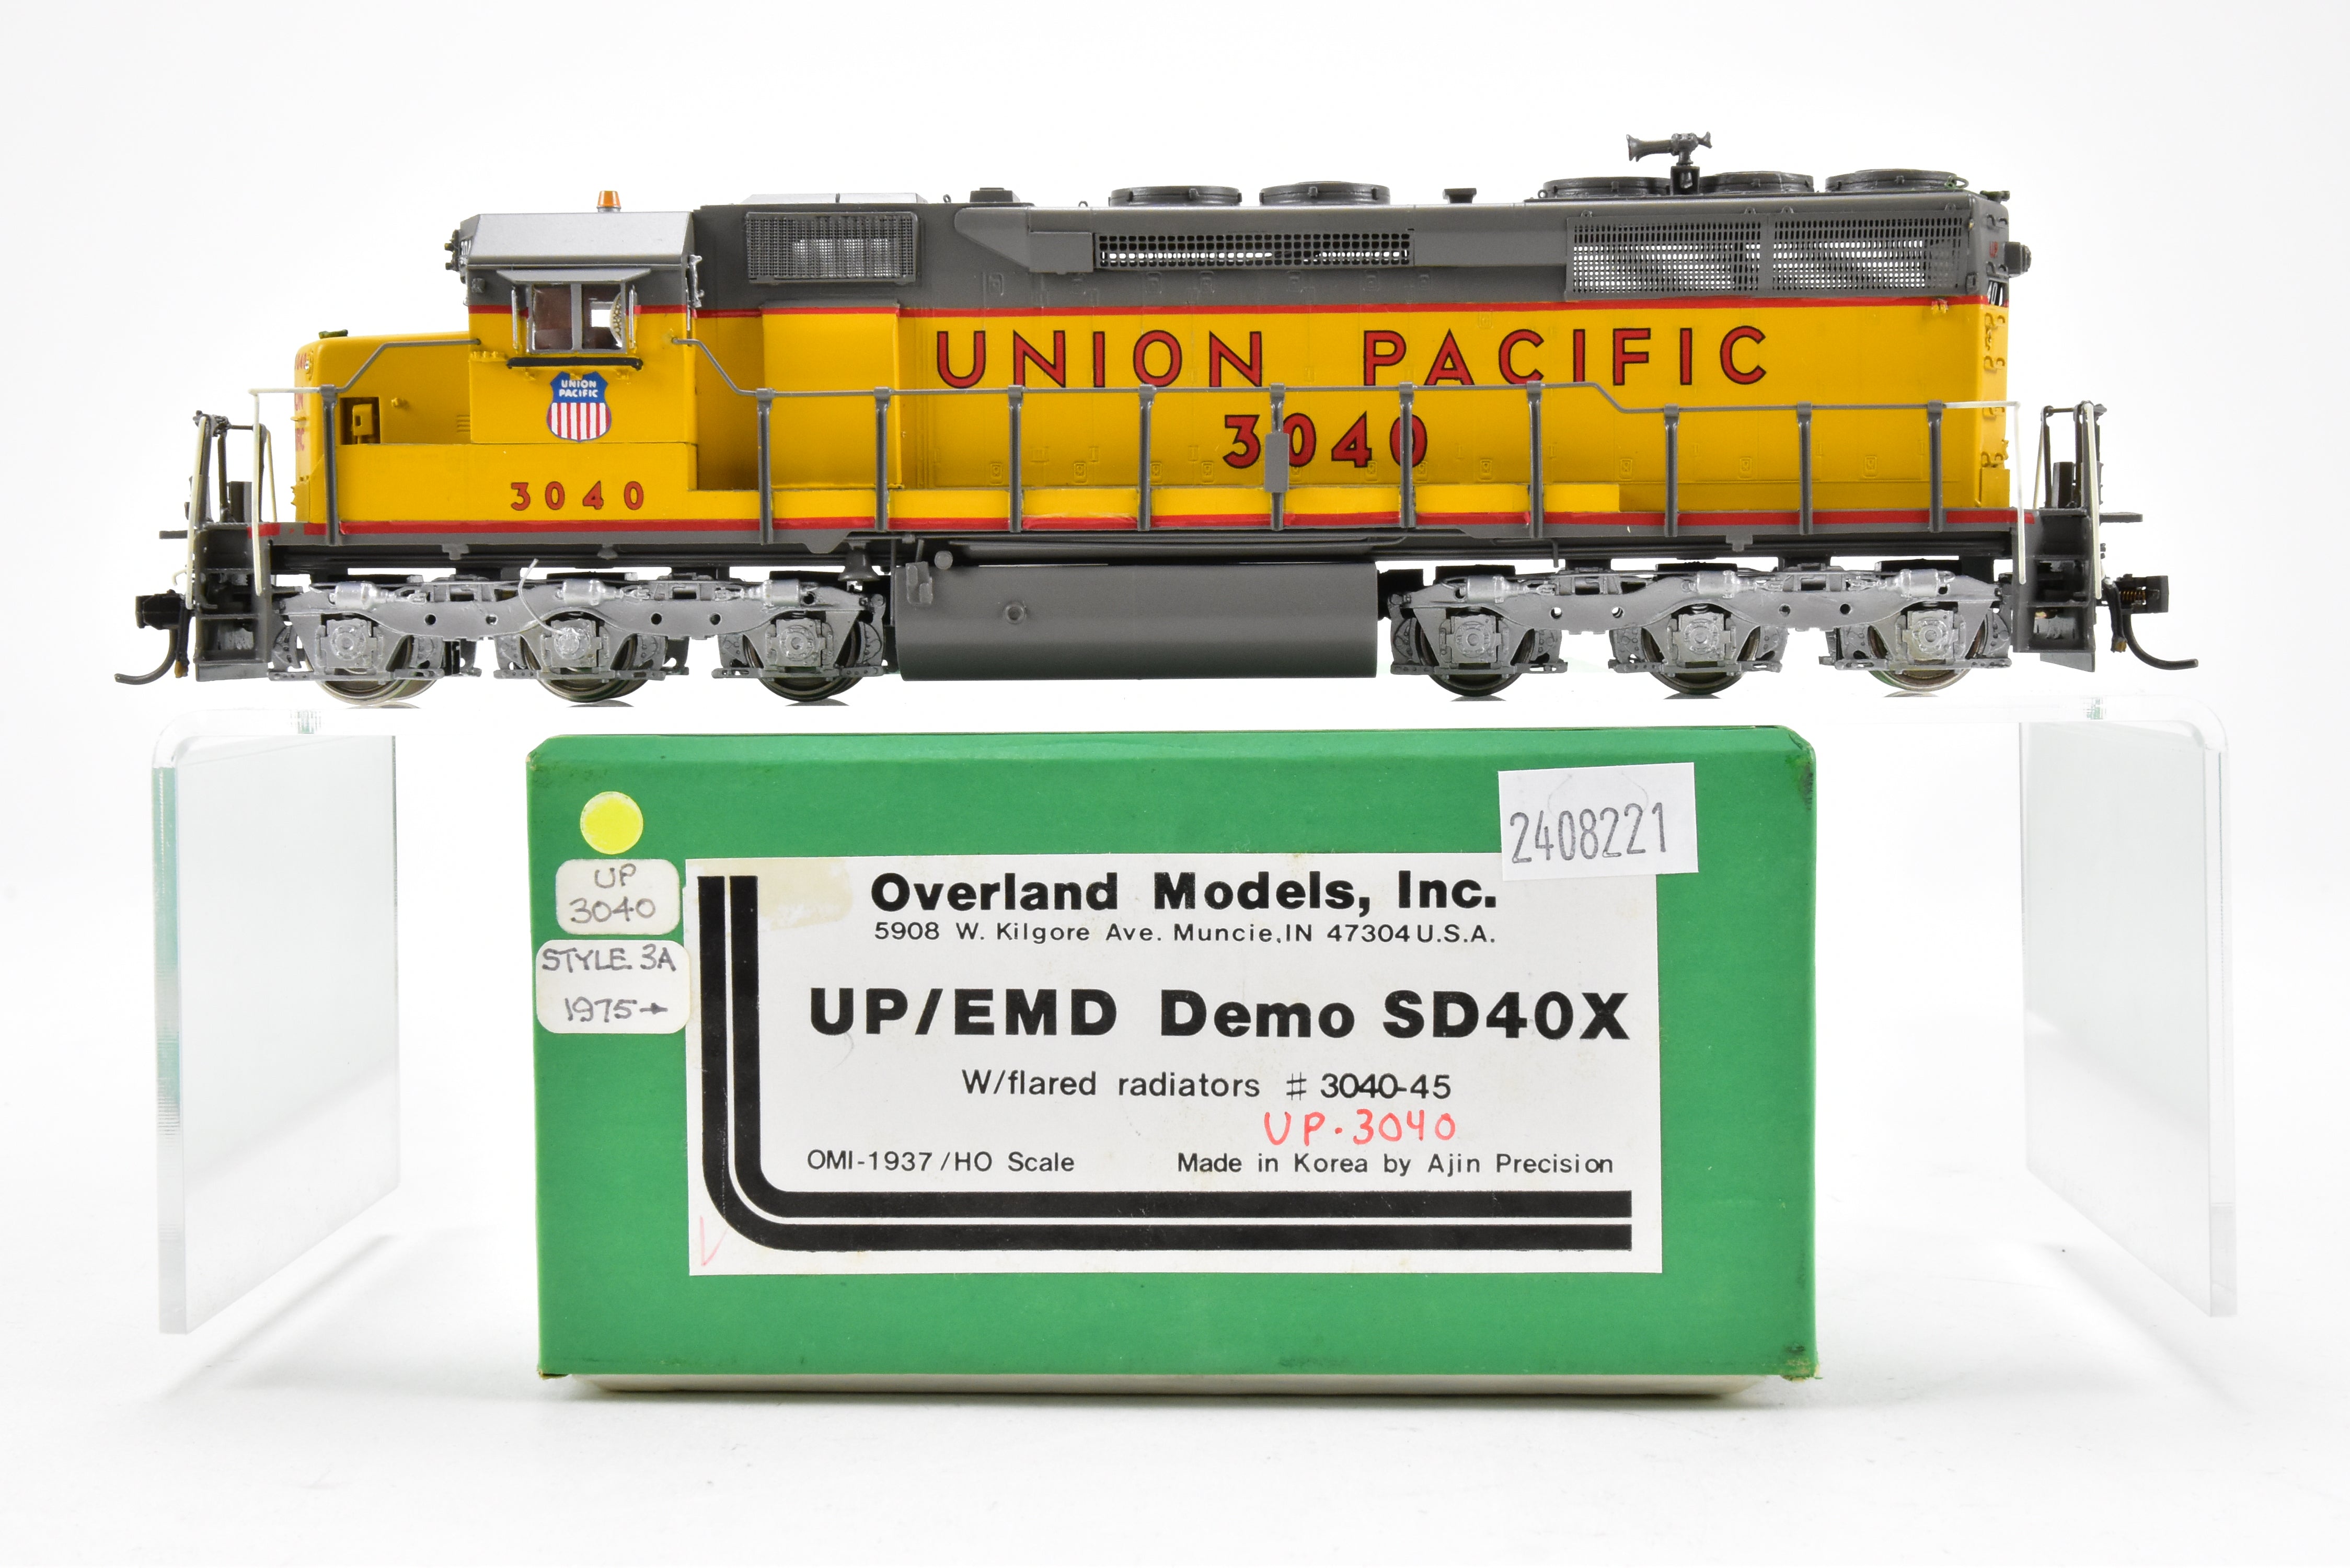 UNION PACIFIC
3040
UNION
PACIFIC
3040
2408221
UP
3040
STYLE 3A
1975→
Overland Models, Inc.
5908 W. Kilgore Ave. Muncie, IN 47304 U.S.A.
UP/EMD Demo SD40X
W/flared radiators # 3040-45
UP·3040
OMI-1937/HO Scale Made in Korea by Ajin Precision